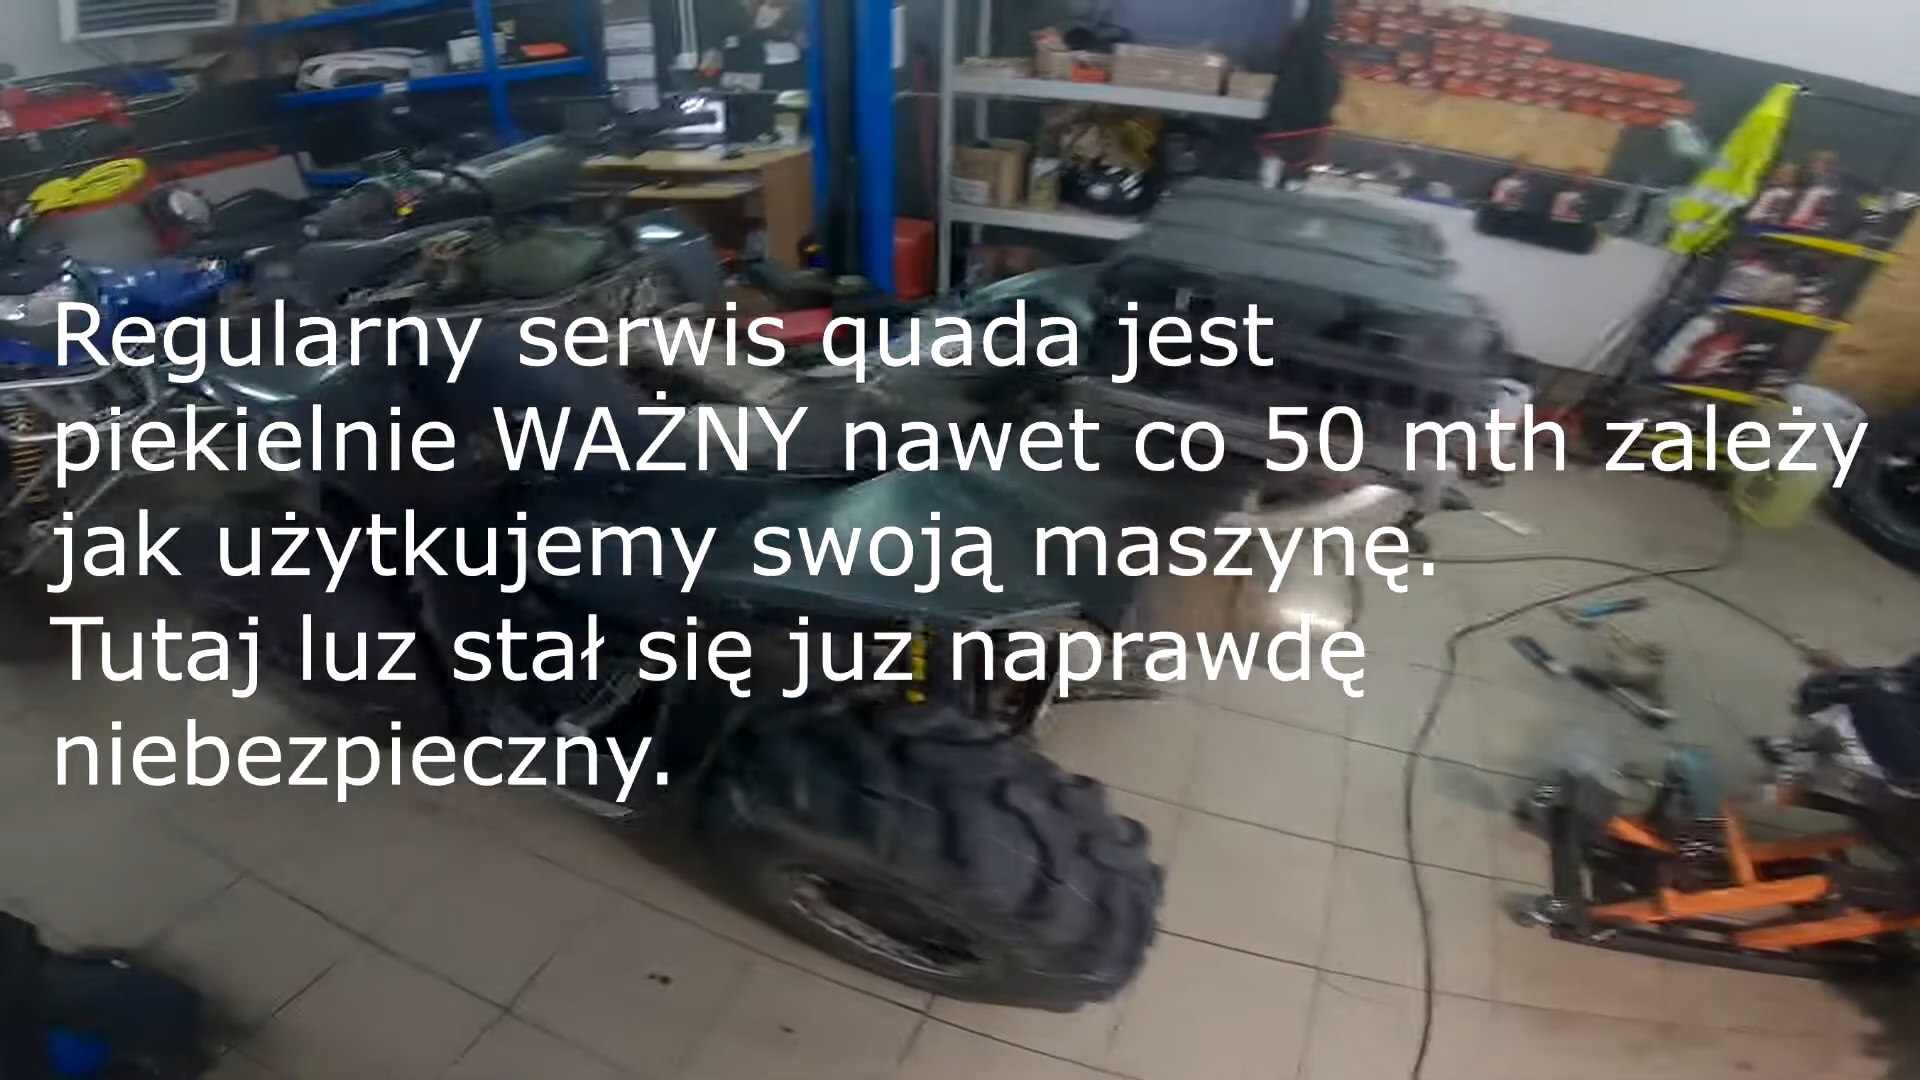 Regularny serwis quada jest
piekielnie WAŻNY nawet co 50 mth zależy
jak użytkujemy swoją maszynę.
Tutaj luz stał się juz naprawdę
niebezpieczny.